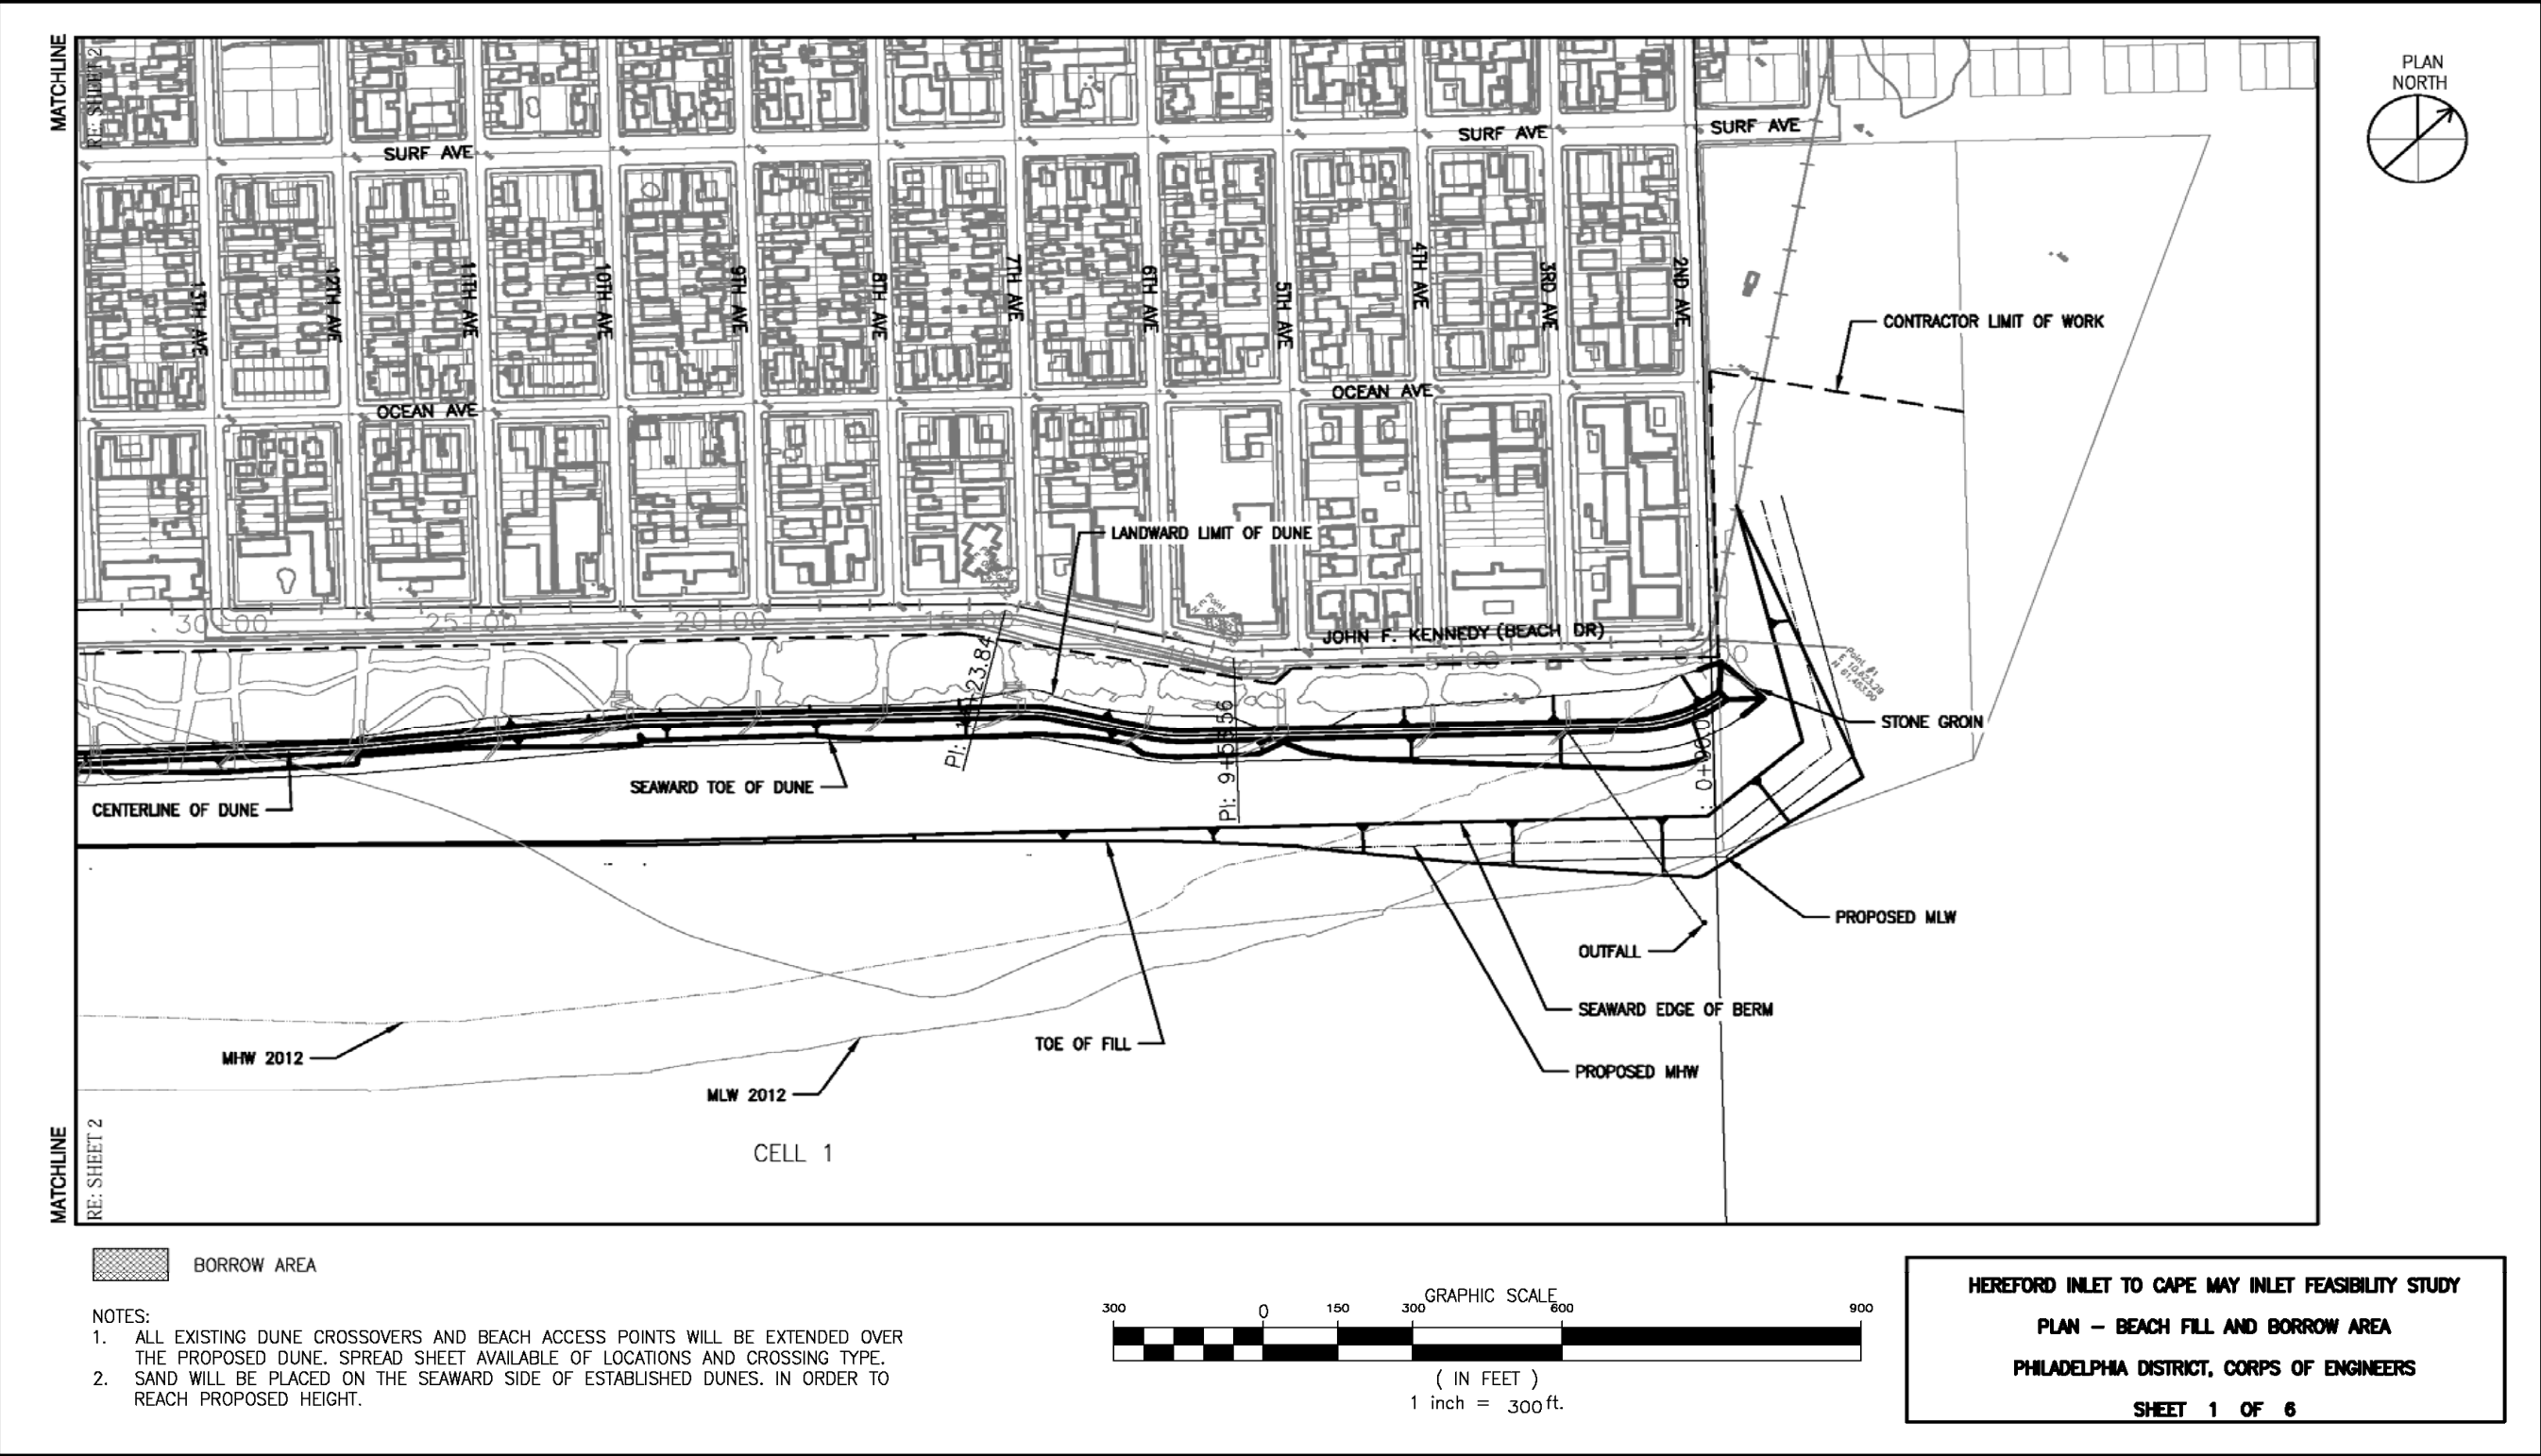 MATCHLINE
RE: SHEET 2
PLAN
NORTH
SURF AVE
SURF AVE
SURF AVE
13TH AVE
12TH AVE
11TH AVE
10TH AVE
9TH AVE
8TH AVE
7TH AVE
6TH AVE
5TH AVE
4TH AVE
3RD AVE
2ND AVE
CONTRACTOR LIMIT OF WORK
OCEAN AVE
OCEAN AVE
LANDWARD LIMIT OF DUNE
30+00
25+00
20+00
15+00
10+00
5+00
0+00
JOHN F. KENNEDY (BEACH DR)
Point #1
E 10,623.29
N 61,453.90
STONE GROIN
SEAWARD TOE OF DUNE
CENTERLINE OF DUNE
PROPOSED MLW
OUTFALL
SEAWARD EDGE OF BERM
TOE OF FILL
PROPOSED MHW
MHW 2012
MLW 2012
CELL 1
MATCHLINE
RE: SHEET 2
BORROW AREA
NOTES:
1. ALL EXISTING DUNE CROSSOVERS AND BEACH ACCESS POINTS WILL BE EXTENDED OVER
THE PROPOSED DUNE. SPREAD SHEET AVAILABLE OF LOCATIONS AND CROSSING TYPE.
2. SAND WILL BE PLACED ON THE SEAWARD SIDE OF ESTABLISHED DUNES. IN ORDER TO
REACH PROPOSED HEIGHT.
GRAPHIC SCALE
300 0 150 300 600 900
( IN FEET )
1 inch = 300 ft.
HEREFORD INLET TO CAPE MAY INLET FEASIBILITY STUDY
PLAN – BEACH FILL AND BORROW AREA
PHILADELPHIA DISTRICT, CORPS OF ENGINEERS
SHEET 1 OF 6